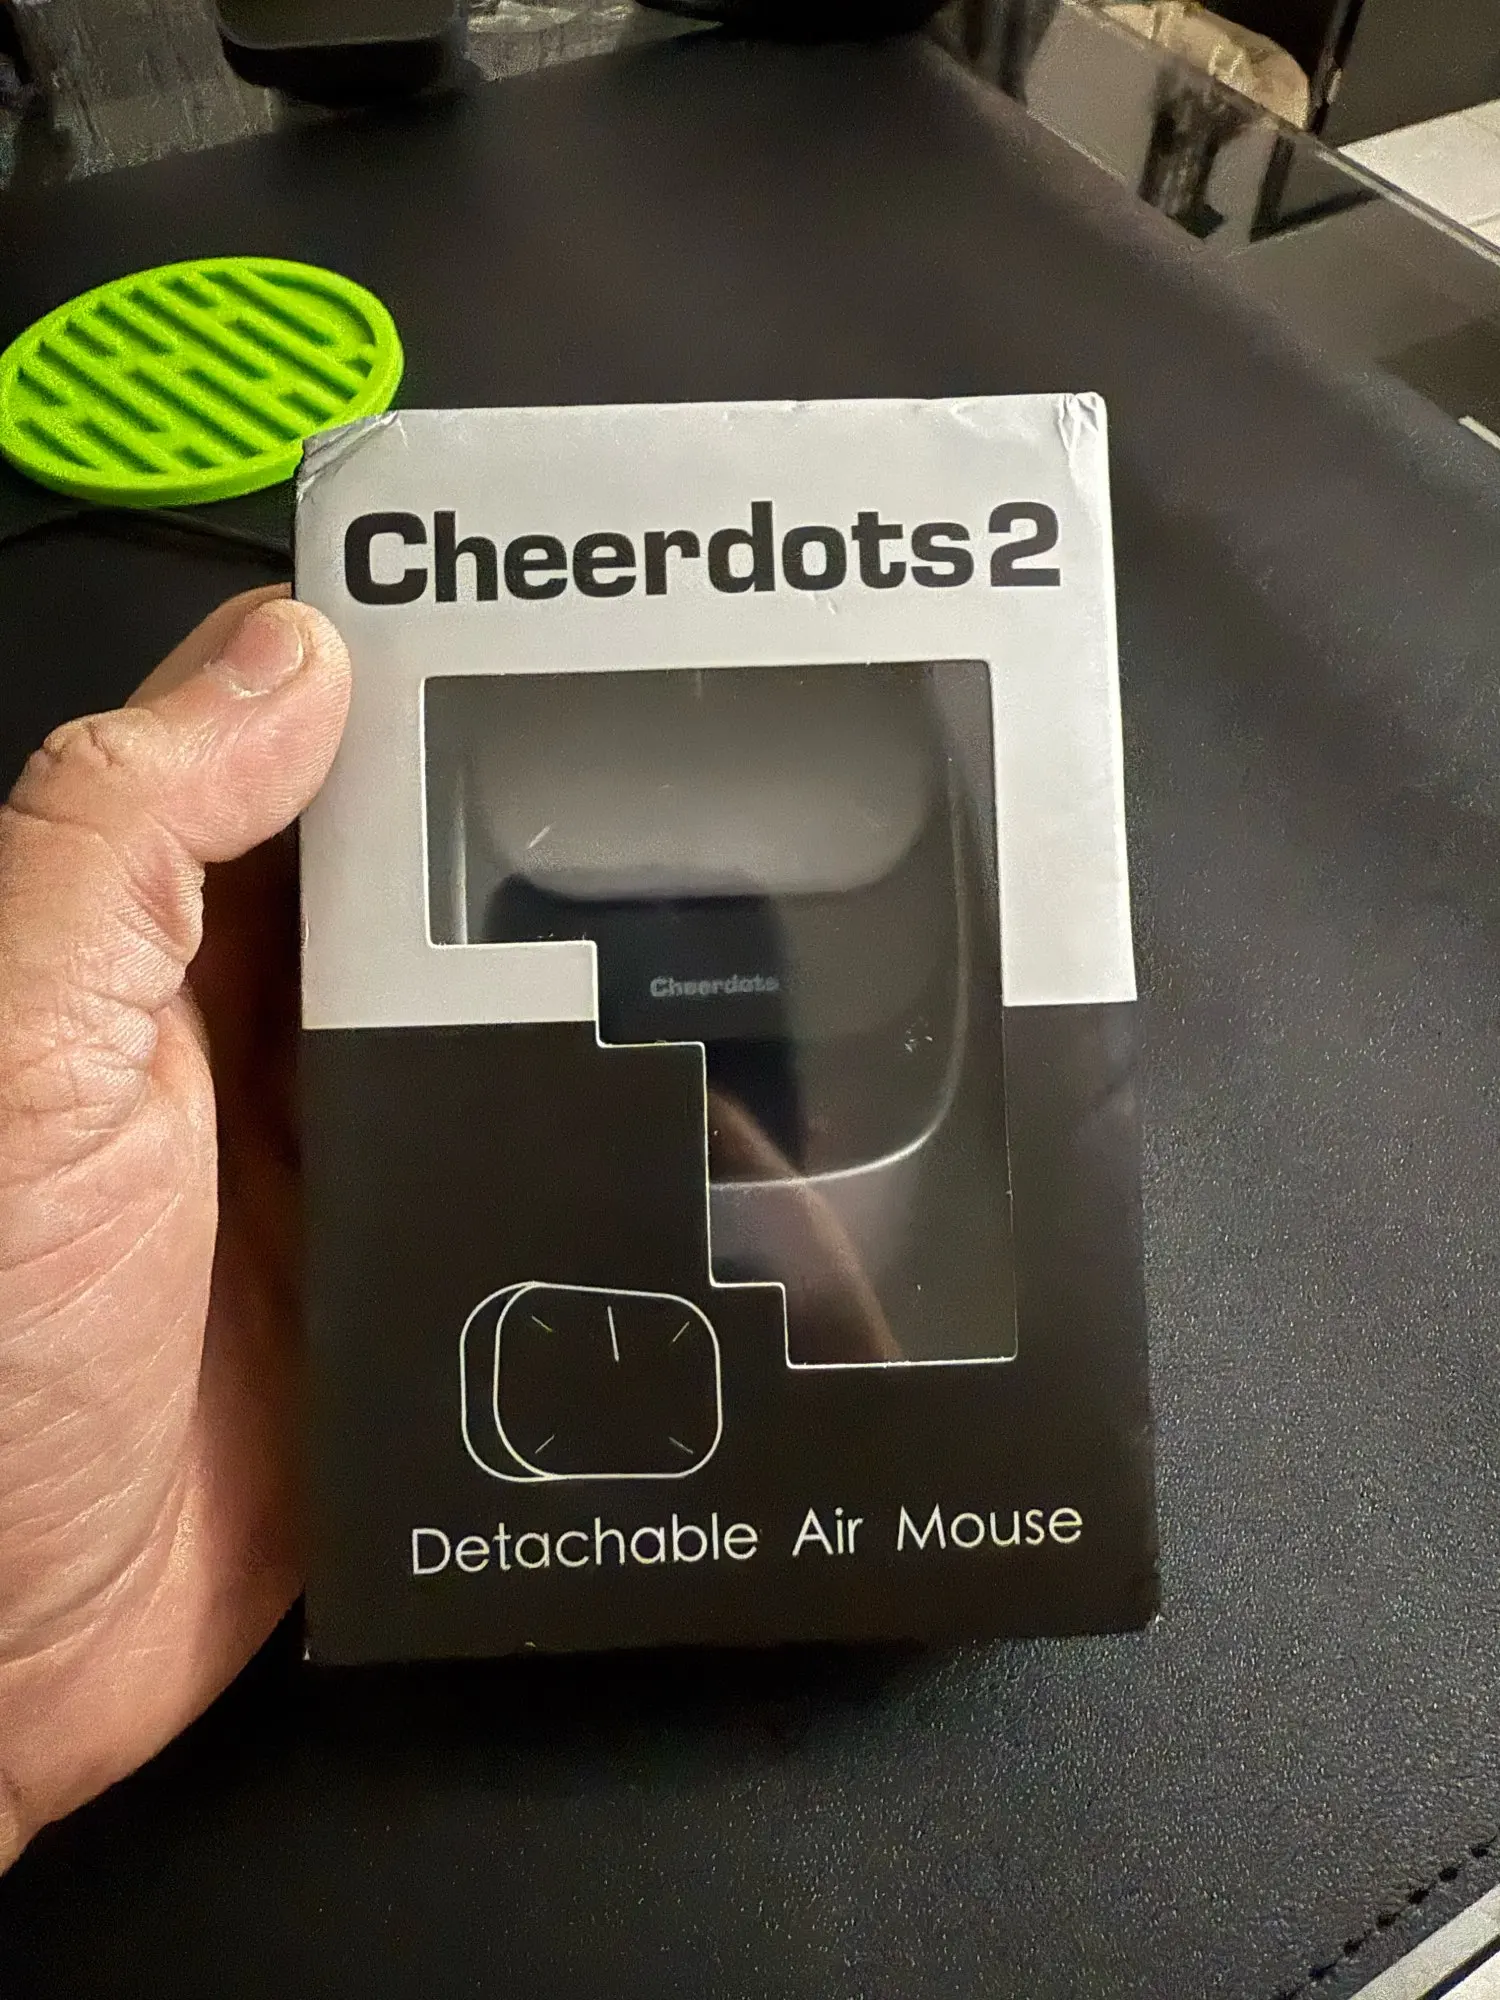 Cheerdots2
Cheerdots
Detachable Air Mouse